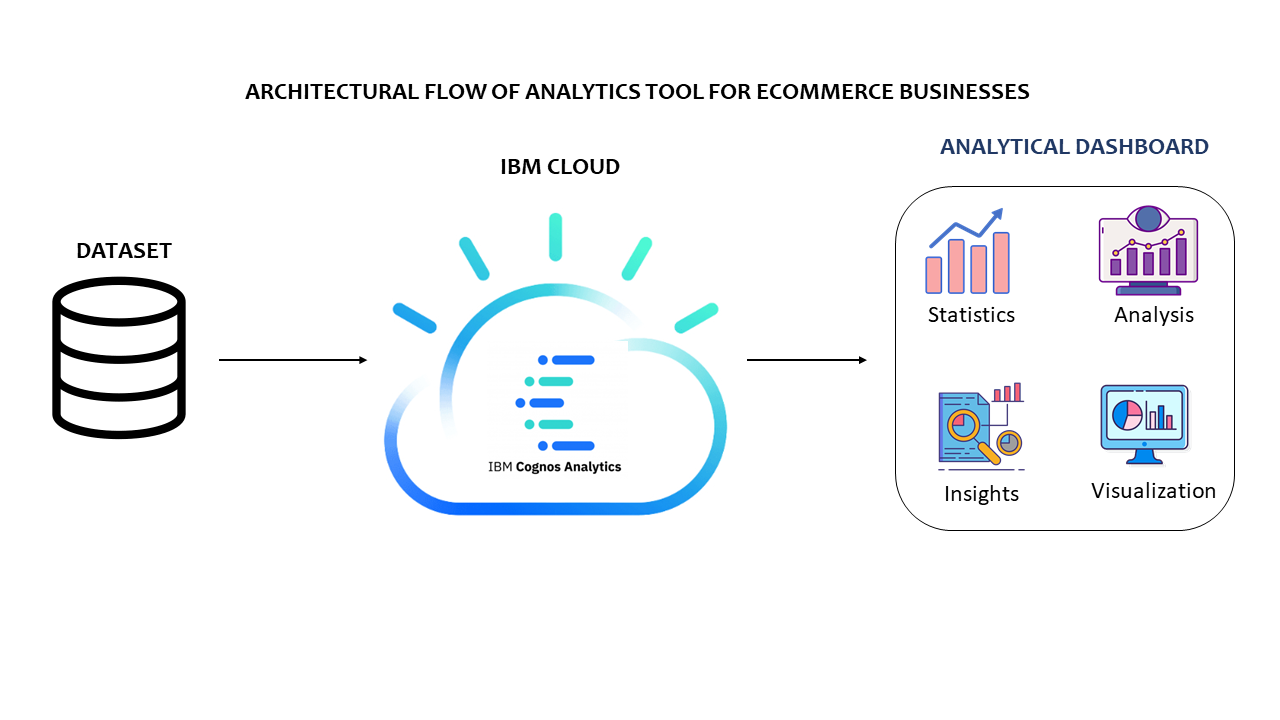 ARCHITECTURAL FLOW OF ANALYTICS TOOL FOR ECOMMERCE BUSINESSES
ANALYTICAL DASHBOARD
IBM CLOUD
DATASET
Statistics
Analysis
IBM Cognos Analytics
Insights
Visualization